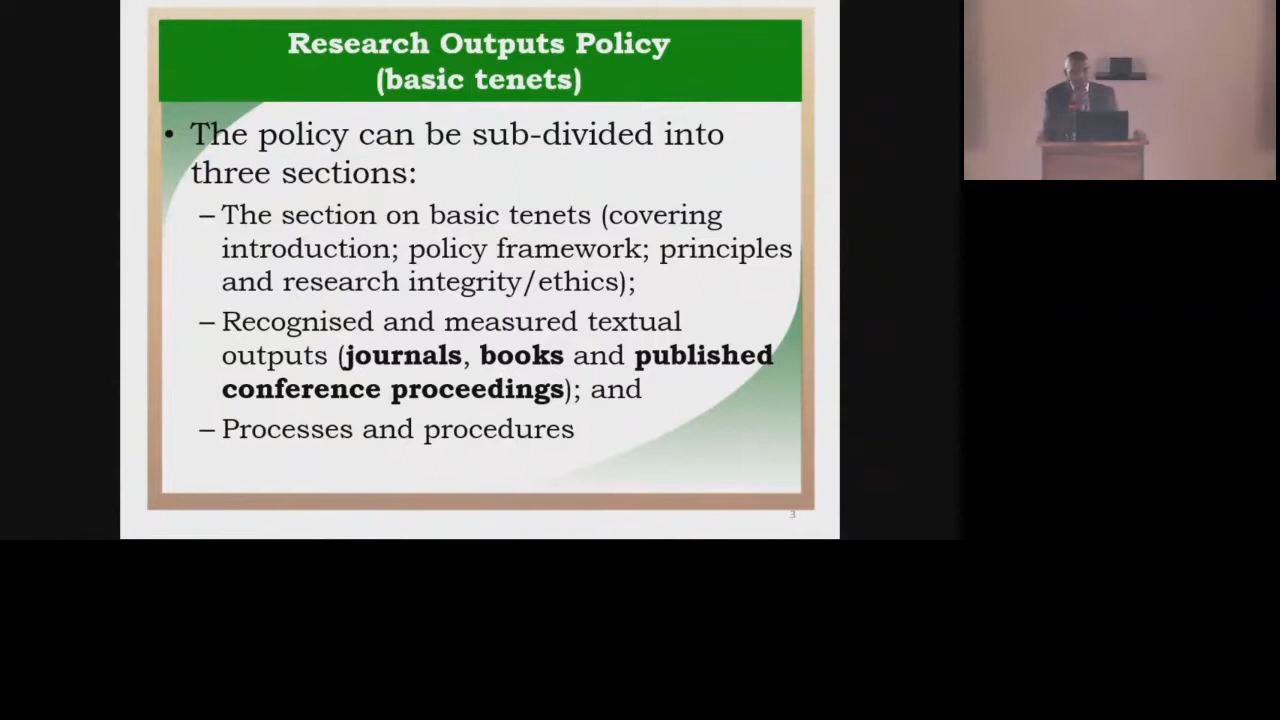 Research Outputs Policy
(basic tenets)
• The policy can be sub-divided into
three sections:
– The section on basic tenets (covering
introduction; policy framework; principles
and research integrity/ethics);
– Recognised and measured textual
outputs (journals, books and published
conference proceedings); and
– Processes and procedures
3